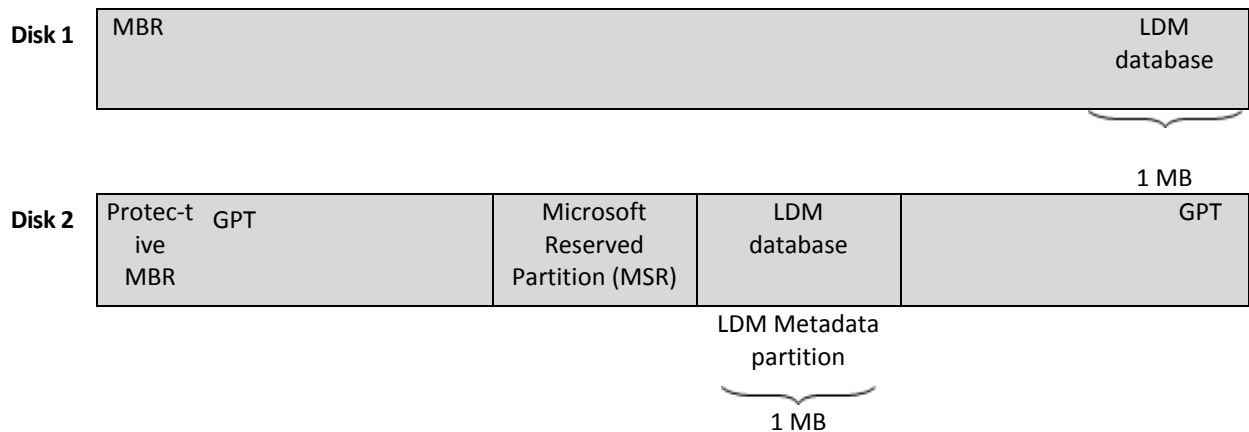 Disk 1
MBR
LDM
database
1 MB
Disk 2
Protec-t
ive
MBR
GPT
Microsoft
Reserved
Partition (MSR)
LDM
database
GPT
LDM Metadata
partition
1 MB